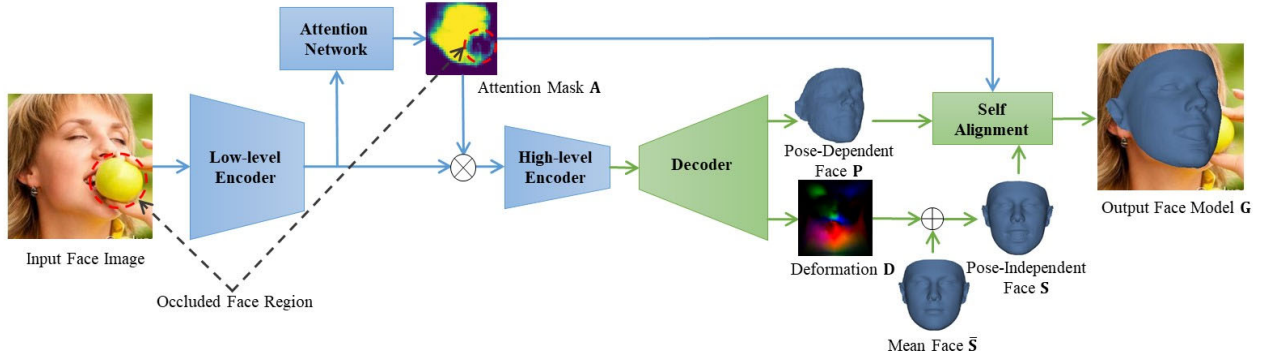 Attention
Network
Attention Mask A
Low-level
Encoder
High-level
Encoder
Decoder
Pose-Dependent
Face P
Self
Alignment
Output Face Model G
Input Face Image
Deformation D
Pose-Independent
Face S
Occluded Face Region
Mean Face S̄